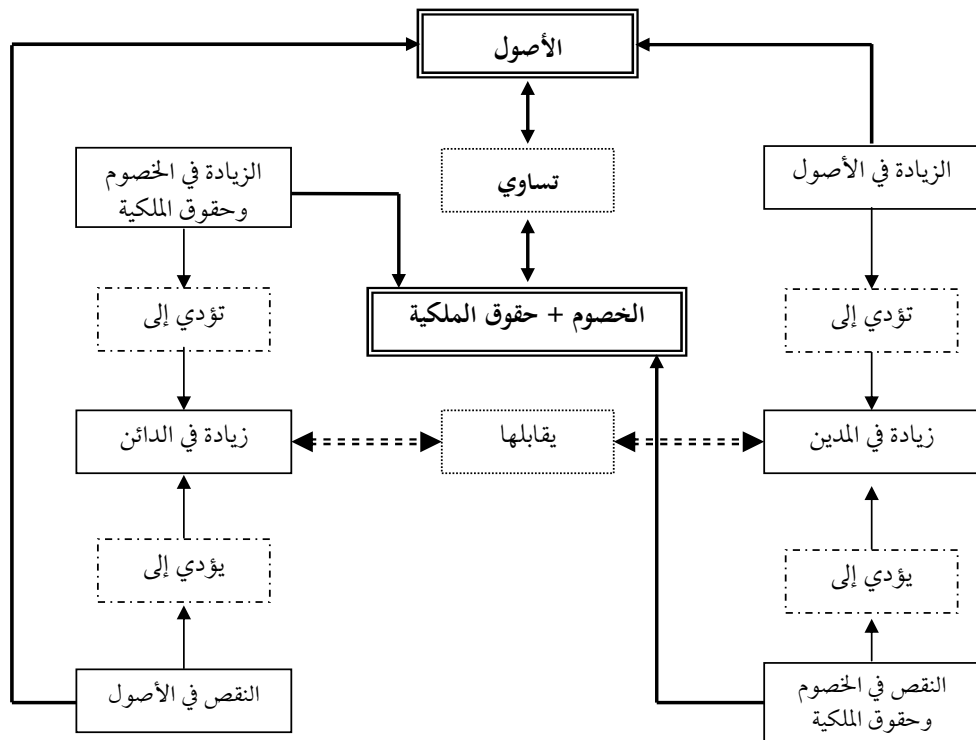 الأصول
الزيادة في الأصول
تساوي
الزيادة في الخصوم
وحقوق الملكية
تؤدي إلى
الخصوم + حقوق الملكية
تؤدي إلى
زيادة في المدين
يقابلها
زيادة في الدائن
يؤدي إلى
يؤدي إلى
النقص في الخصوم
وحقوق الملكية
النقص في الأصول